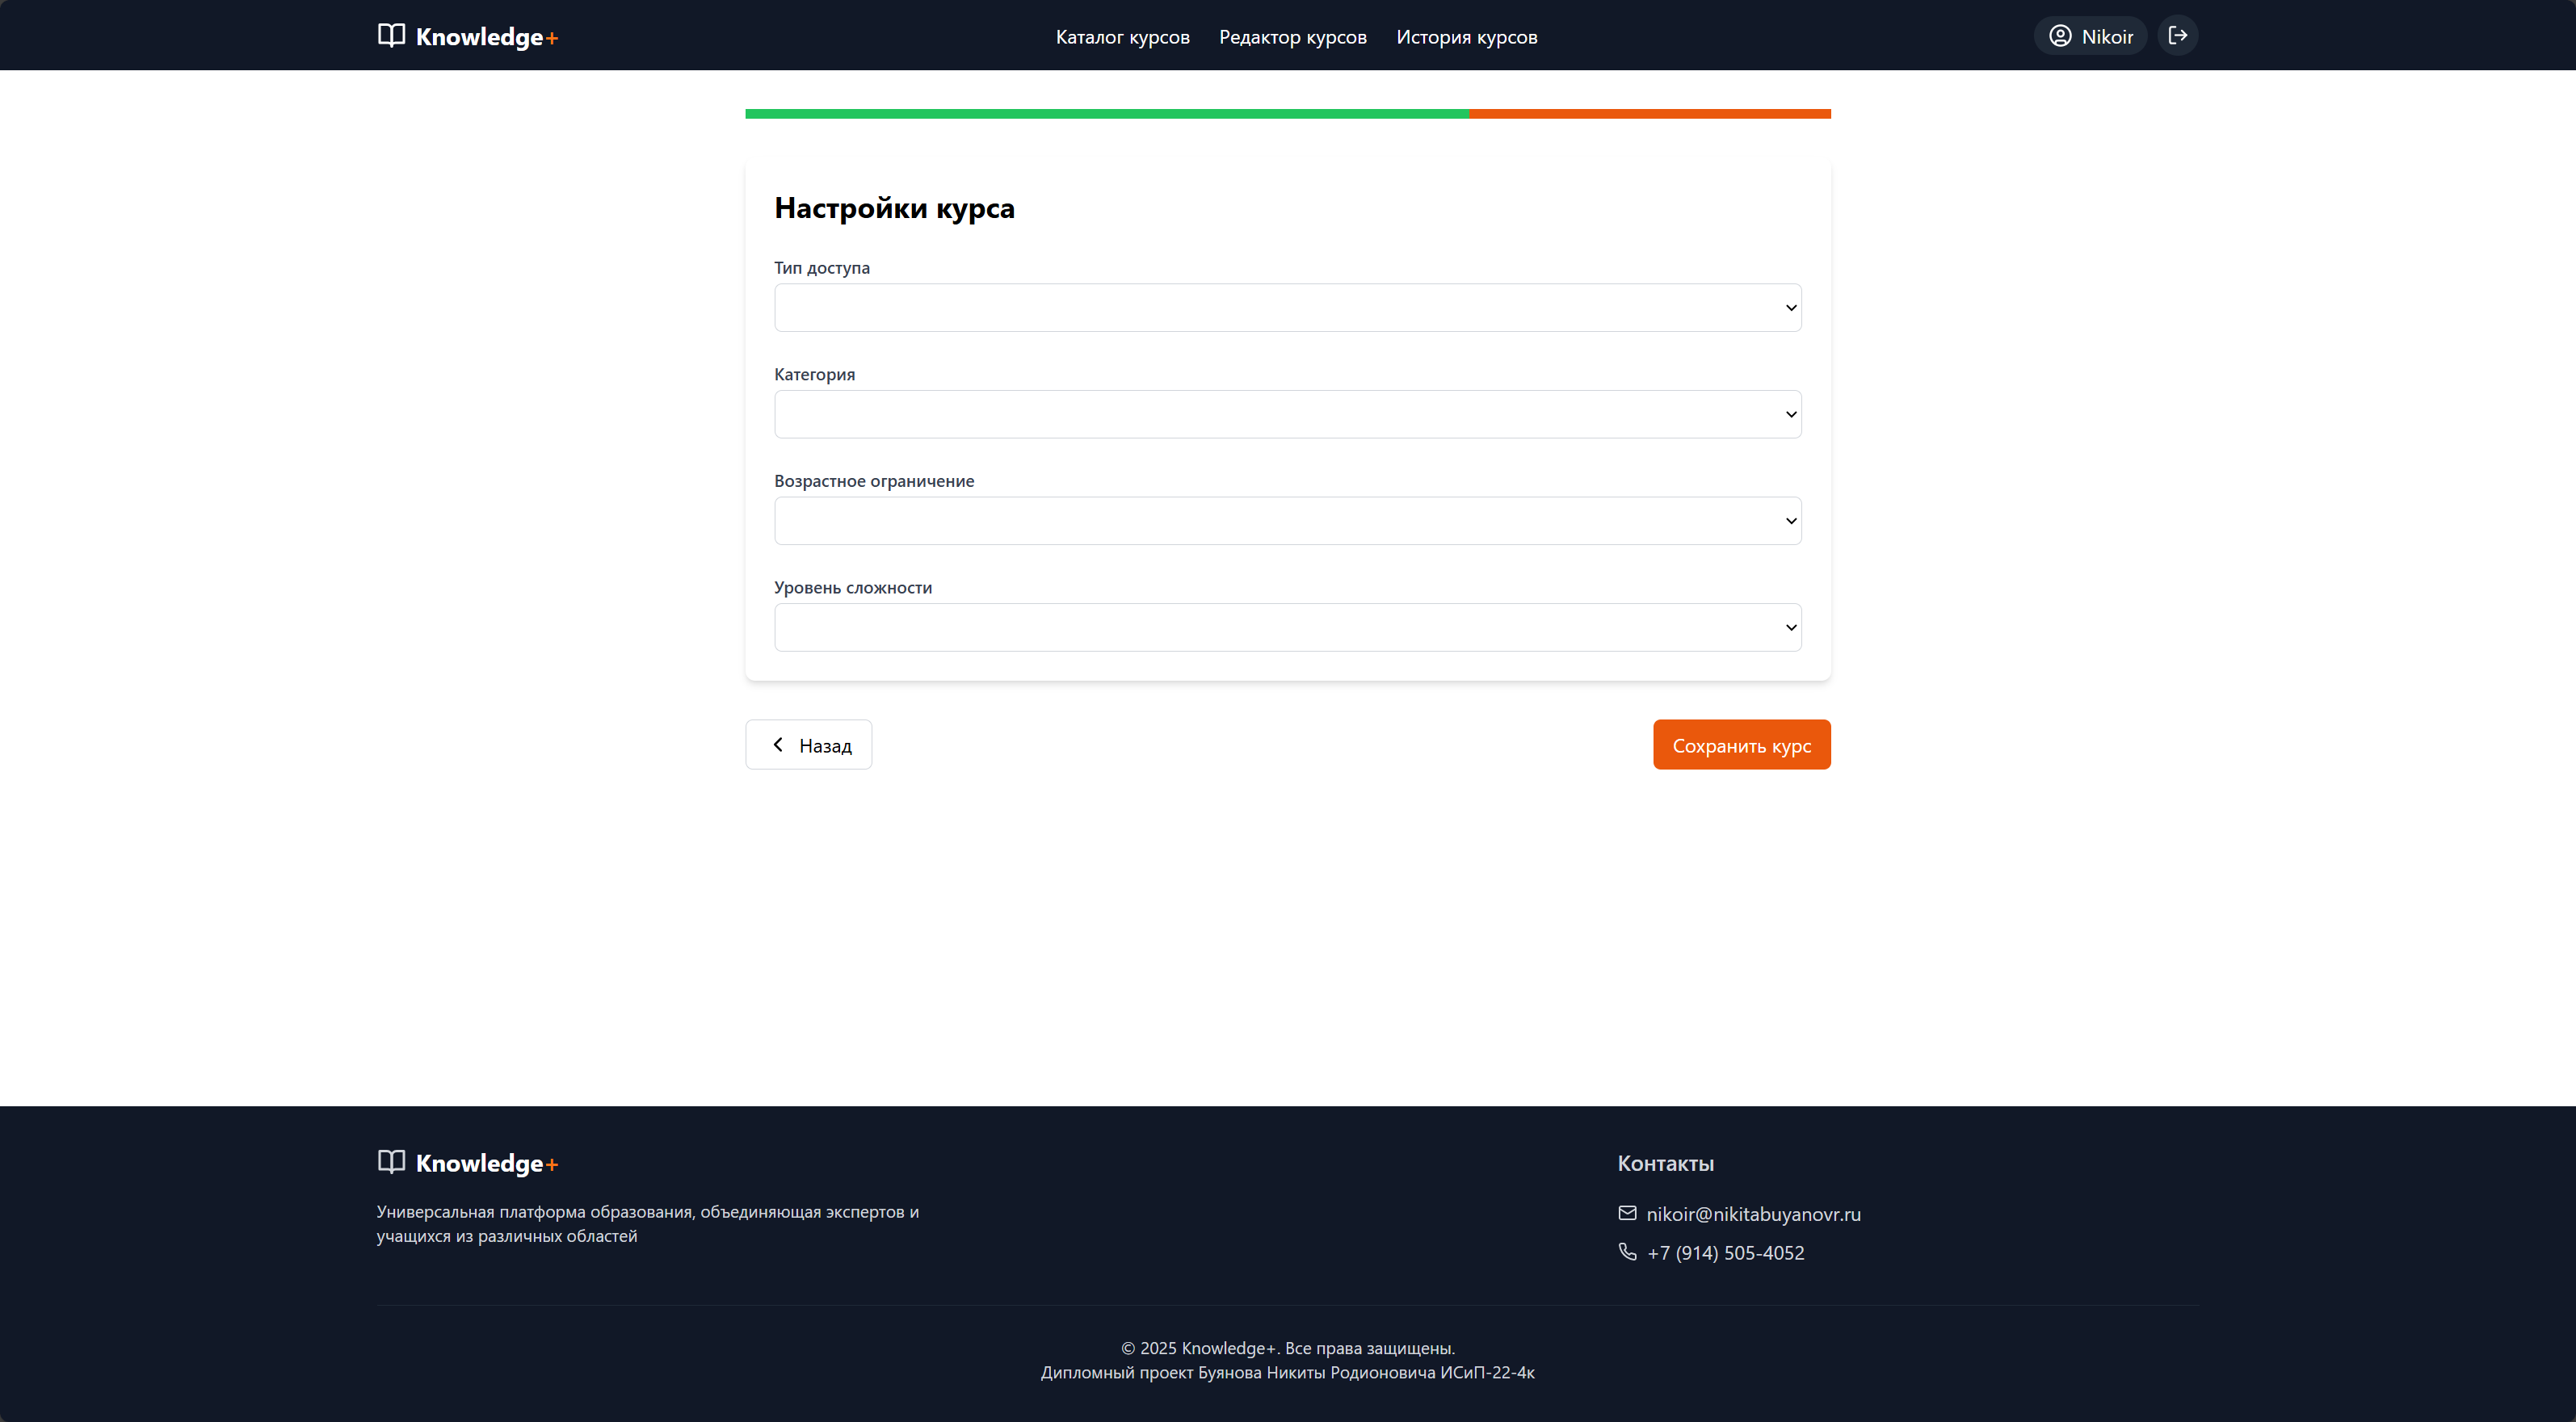 Knowledge+
Каталог курсов
Редактор курсов
История курсов
Nikoir
Настройки курса
Тип доступа
Категория
Возрастное ограничение
Уровень сложности
Назад
Сохранить курс
Knowledge+
Универсальная платформа образования, объединяющая экспертов и
учащихся из различных областей
Контакты
nikoir@nikitabuyanovr.ru
+7 (914) 505-4052
© 2025 Knowledge+. Все права защищены.
Дипломный проект Буянова Никиты Родионовича ИСиП-22-4к